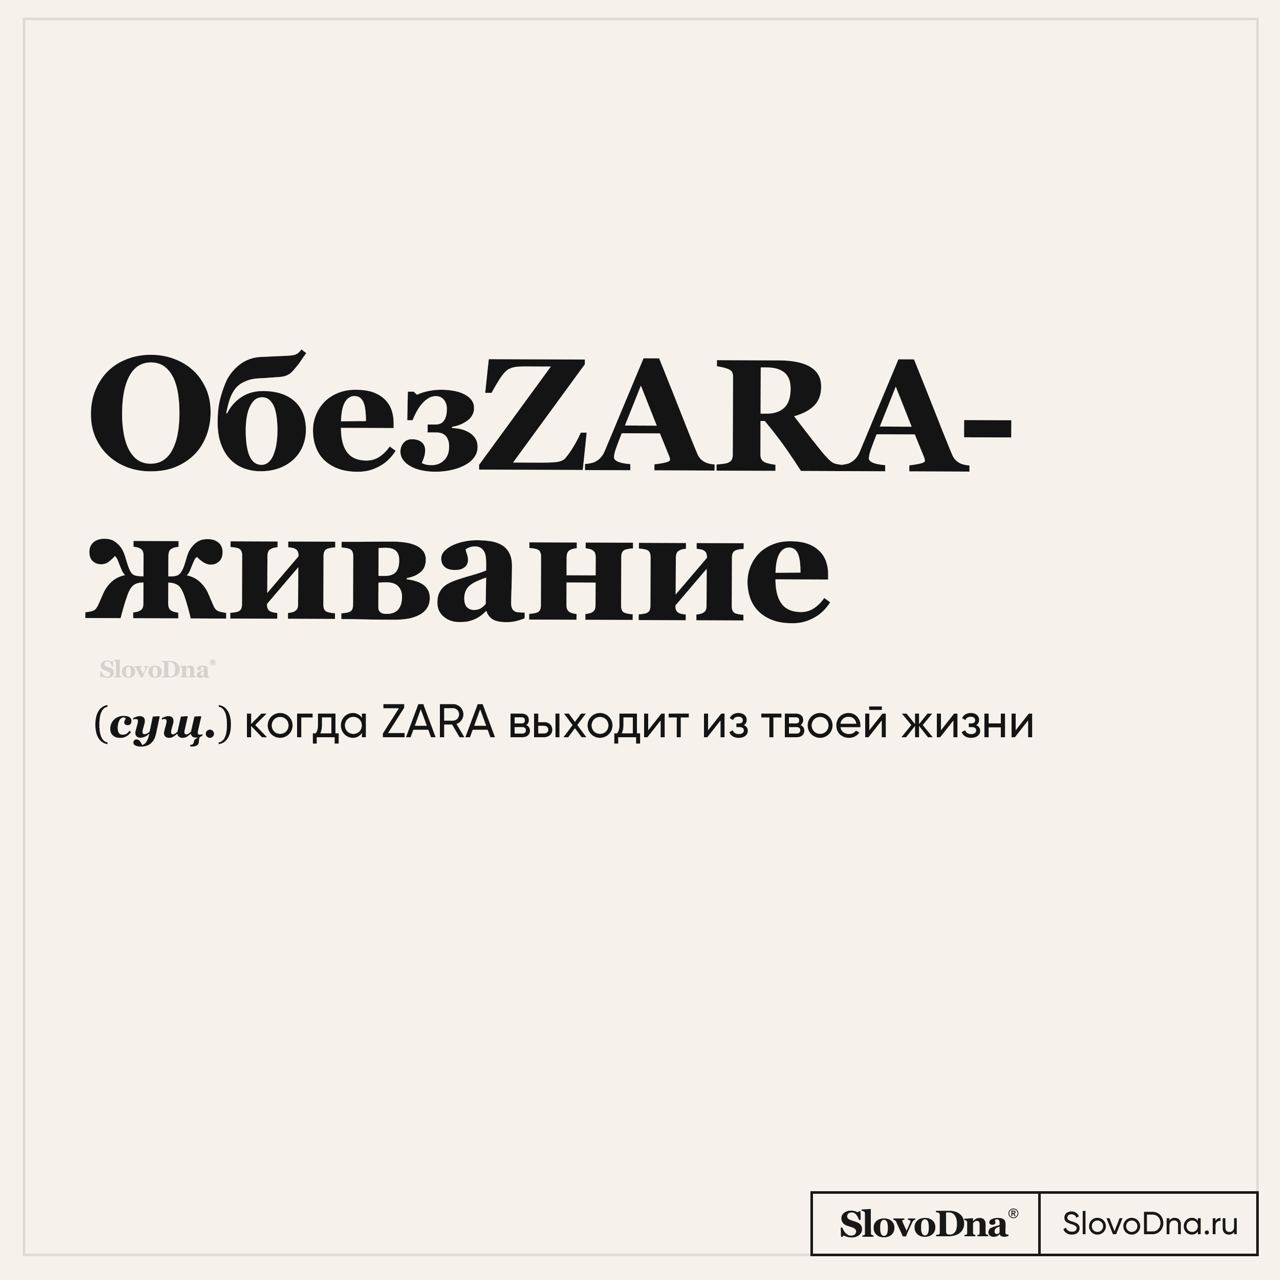 ОбезZARA-
живание
SlovoDna®
(сущ.) когда ZARA выходит из твоей жизни
SlovoDna® SlovoDna.ru